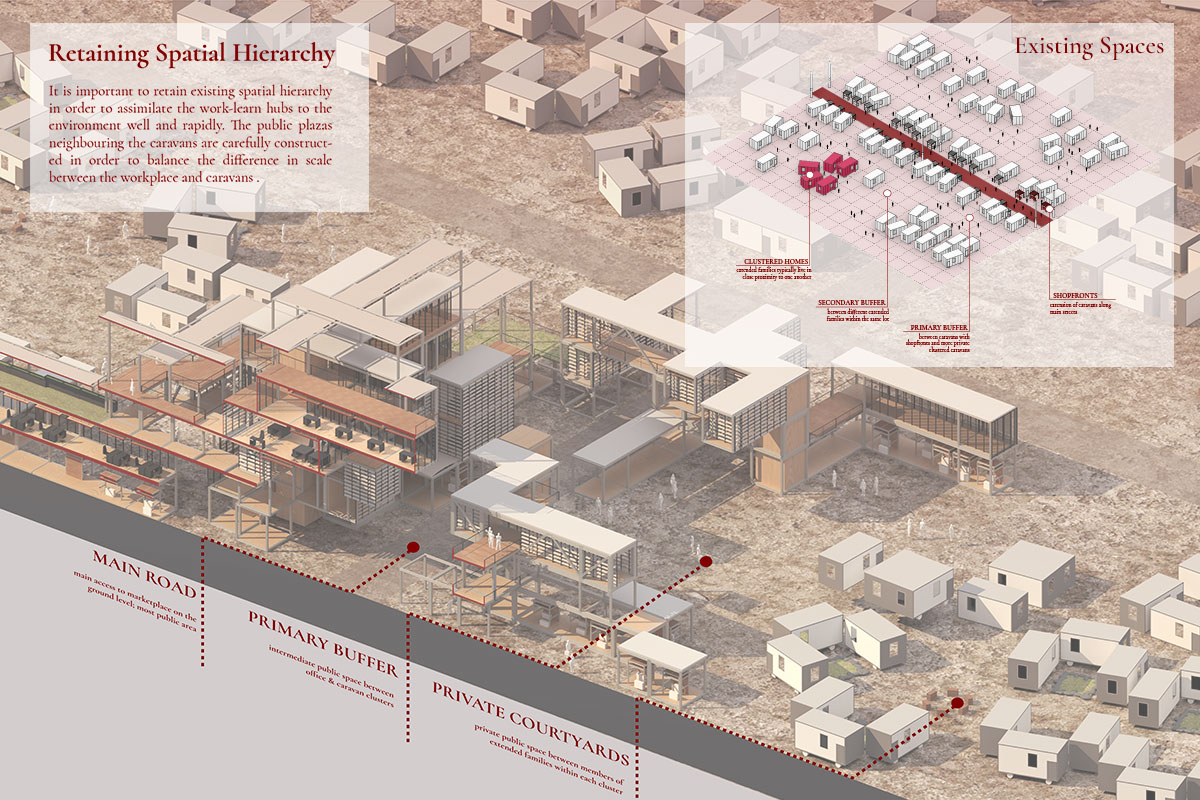 Retaining Spatial Hierarchy
It is important to retain existing spatial hierarchy
in order to assimilate the work-learn hubs to the
environment well and rapidly. The public plazas
neighbouring the caravans are carefully construct-
ed in order to balance the difference in scale
between the workplace and caravans .
Existing Spaces
CLUSTERED HOMES
extended families typically live in
close proximity to one another
SECONDARY BUFFER
between different extended
families within the same lot
PRIMARY BUFFER
between caravans with
shopfronts and more private
clustered caravans
SHOPFRONTS
extension of caravans along
main streets
MAIN ROAD
main access to marketplace on the
ground level; most public area
PRIMARY BUFFER
intermediate public space between
office & caravan clusters
PRIVATE COURTYARDS
private public space between members of
extended families within each cluster